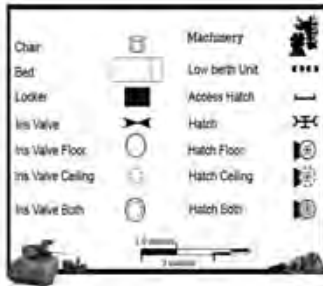 Chair
Machinery
Bed
Low berth Unit
Locker
Access Hatch
Iris Valve
Hatch
Iris Valve Floor
Hatch Floor
Iris Valve Ceiling
Hatch Ceiling
Iris Valve Both
Hatch Both